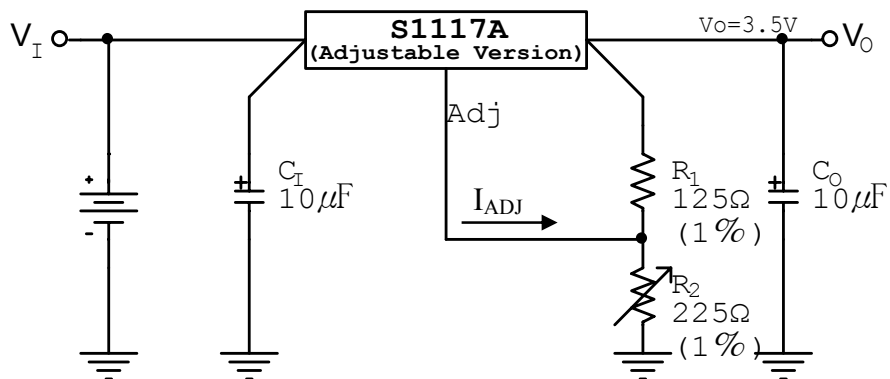 S1117A
(Adjustable Version)
V_I
Vo=3.5V
V_O
Adj
+
-
+
C_I
10μF
I_ADJ
R_1
125Ω
(1%)
+
C_O
10μF
R_2
225Ω
(1%)